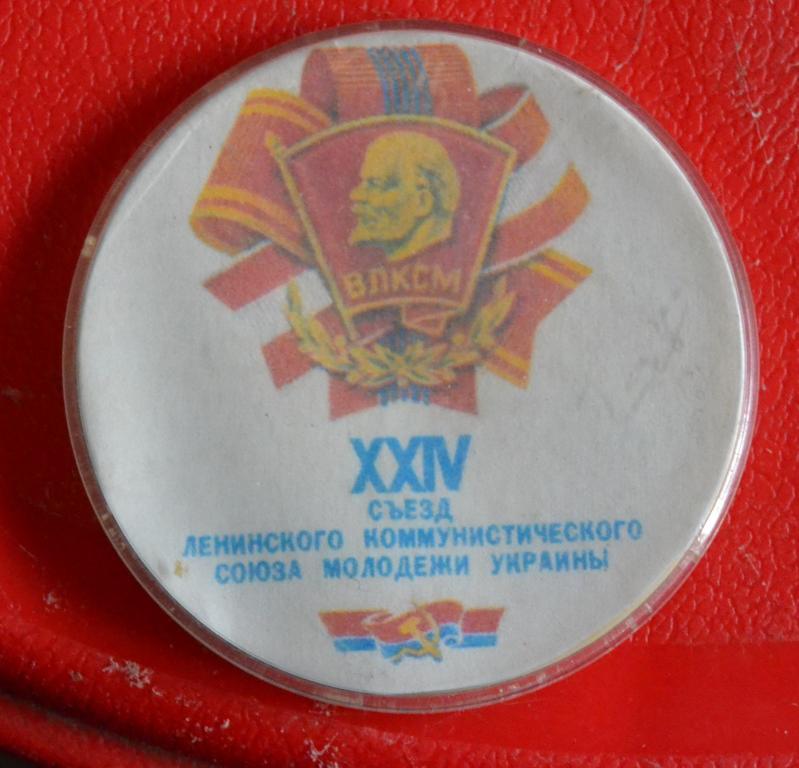 ВЛКСМ
XXIV
СЪЕЗД
ЛЕНИНСКОГО КОММУНИСТИЧЕСКОГО
СОЮЗА МОЛОДЕЖИ УКРАИНЫ